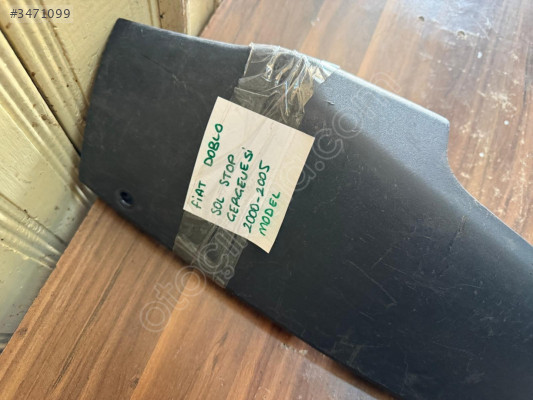 #3471099
FIAT DOBLO
SOL STOP
ÇERÇEVESİ
2000-2005
MODEL